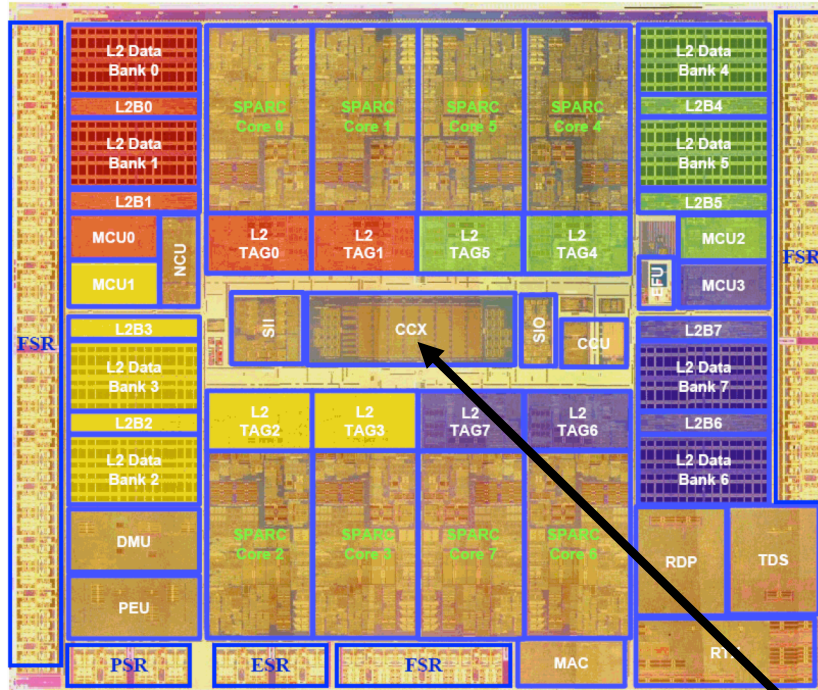 L2 Data
Bank 0
L2B0
L2 Data
Bank 1
L2B1
MCU0
MCU1
NCU
SPARC
Core 0
SPARC
Core 1
SPARC
Core 5
SPARC
Core 4
L2
TAG0
L2
TAG1
L2
TAG5
L2
TAG4
L2 Data
Bank 4
L2B4
L2 Data
Bank 5
L2B5
MCU2
EFU
MCU3
FSR
FSR
SII
CCX
SIO
CCU
L2B3
L2 Data
Bank 3
L2B2
L2 Data
Bank 2
DMU
PEU
L2
TAG2
L2
TAG3
L2
TAG7
L2
TAG6
SPARC
Core 2
SPARC
Core 3
SPARC
Core 7
SPARC
Core 6
L2B7
L2 Data
Bank 7
L2B6
L2 Data
Bank 6
RDP
TDS
PSR
ESR
FSR
MAC